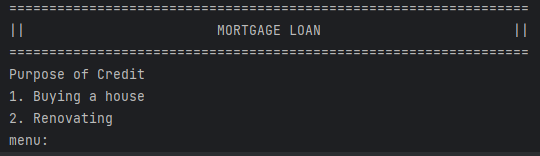 =================================================================
||                        MORTGAGE LOAN                        ||
=================================================================
Purpose of Credit
1. Buying a house
2. Renovating
menu: